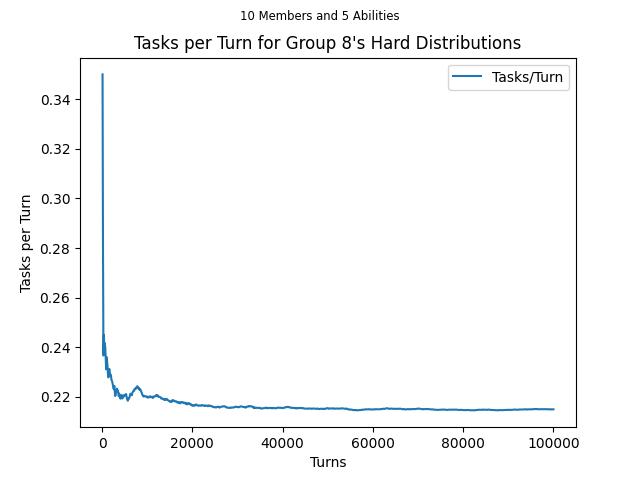 10 Members and 5 Abilities
Tasks per Turn for Group 8's Hard Distributions
Tasks/Turn
0.34
0.32
0.30
0.28
0.26
0.24
0.22
Tasks per Turn
0 20000 40000 60000 80000 100000
Turns